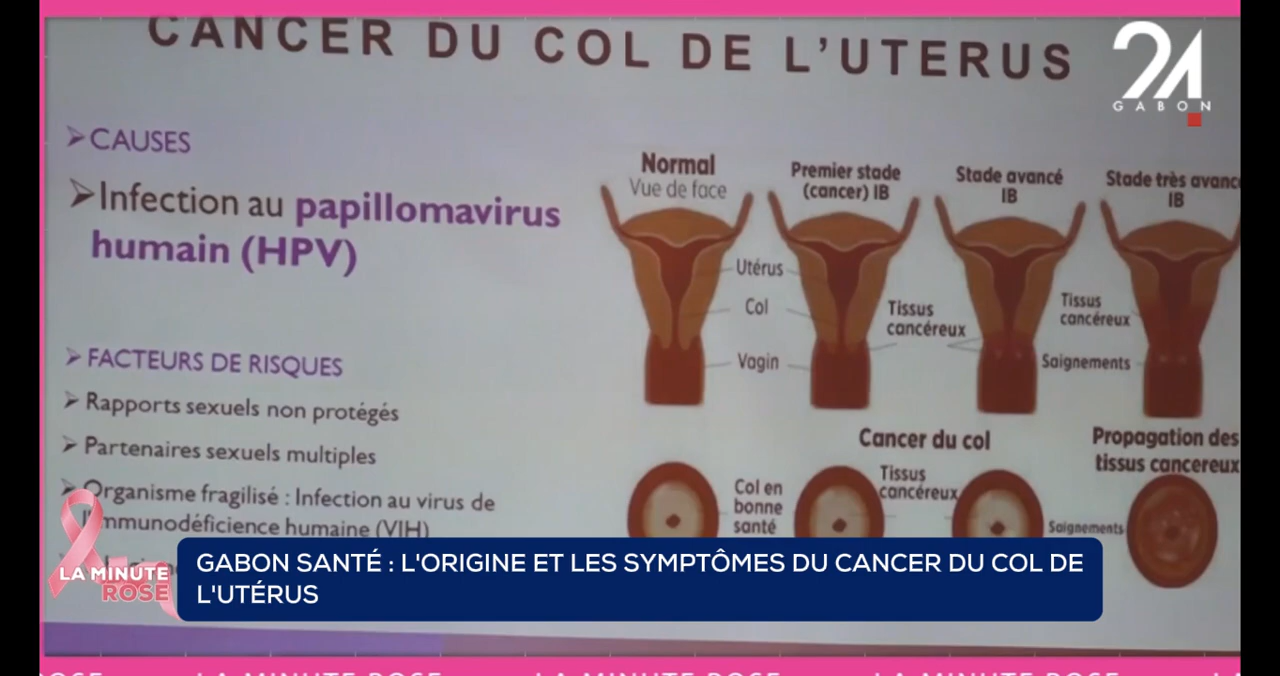 CANCER DU COL DE L’UTERUS
24
GABON
➢CAUSES
➢Infection au papillomavirus
humain (HPV)
➢FACTEURS DE RISQUES
➢Rapports sexuels non protégés
➢Partenaires sexuels multiples
➢Organisme fragilisé : Infection au virus de
l'immunodéficience humaine (VIH)
Normal
Vue de face
Premier stade
(cancer) IB
Stade avancé
IB
Stade très avancé
IB
Utérus
Col
Vagin
Tissus
cancéreux
Tissus
cancéreux
Saignements
Cancer du col
Propagation des
tissus cancereux
Col en
bonne
santé
Tissus
cancéreux
Saignements
LA MINUTE
ROSE
GABON SANTÉ : L'ORIGINE ET LES SYMPTÔMES DU CANCER DU COL DE
L'UTÉRUS
ROSE LA MINUTE ROSE LA MINUTE ROSE LA MINUTE ROSE